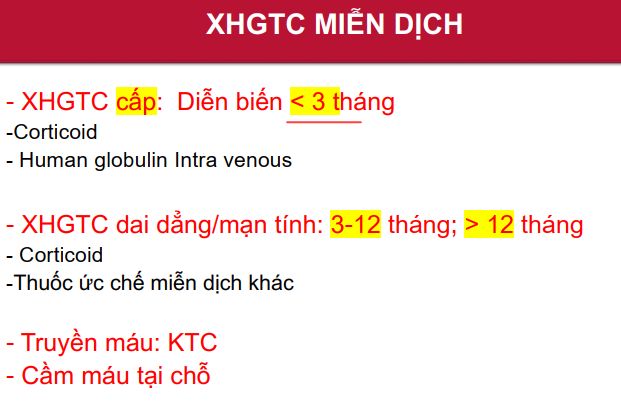 XHGTC MIỄN DỊCH
- XHGTC cấp: Diễn biến < 3 tháng
-Corticoid
- Human globulin Intra venous
- XHGTC dai dẳng/mạn tính: 3-12 tháng; > 12 tháng
- Corticoid
-Thuốc ức chế miễn dịch khác
- Truyền máu: KTC
- Cầm máu tại chỗ